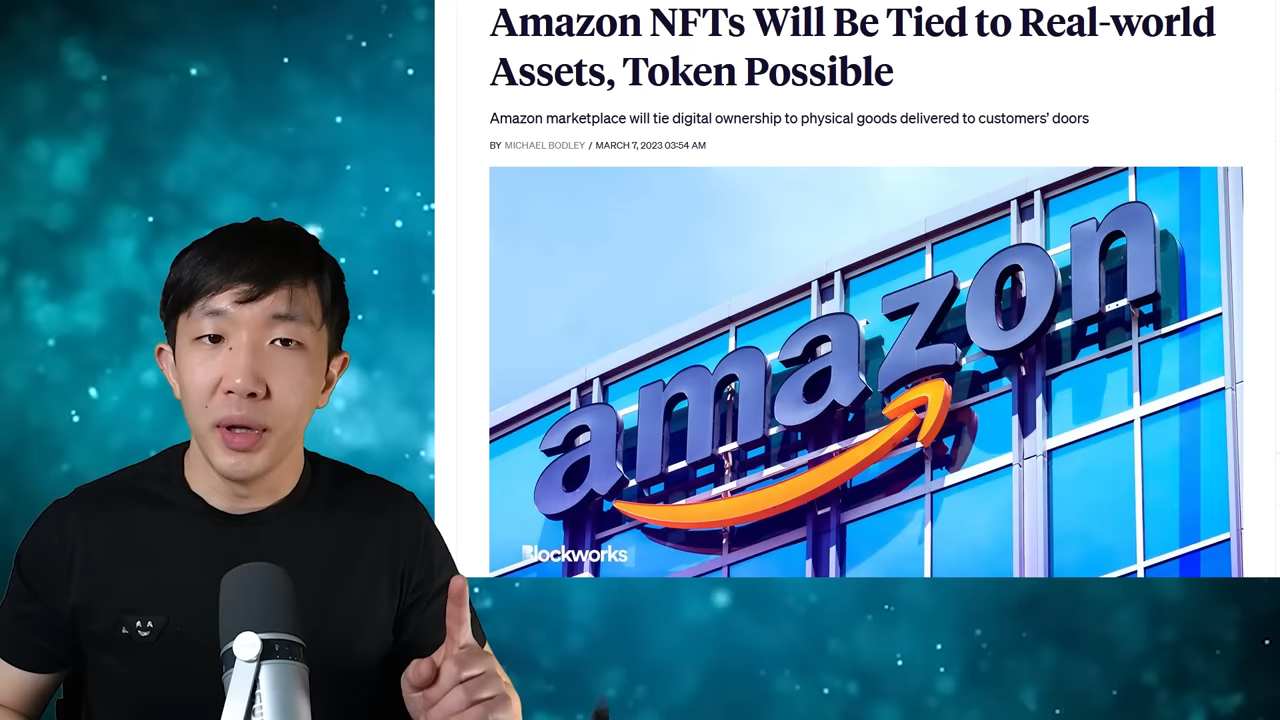 Amazon NFTs Will Be Tied to Real-world
Assets, Token Possible
Amazon marketplace will tie digital ownership to physical goods delivered to customers’ doors
BY MICHAEL BODLEY / MARCH 7, 2023 03:54 AM
amazon
Blockworks